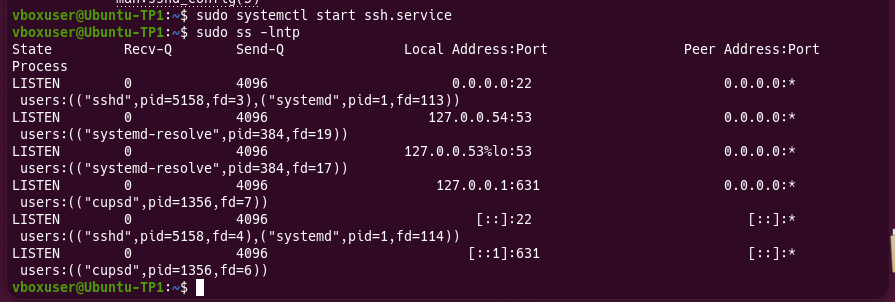 vboxuser@Ubuntu-TP1:~$ sudo systemctl start ssh.service
vboxuser@Ubuntu-TP1:~$ sudo ss -lntp
State Recv-Q Send-Q Local Address:Port Peer Address:Port
Process
LISTEN 0 4096 0.0.0.0:22 0.0.0.0:*
users:(("sshd",pid=5158,fd=3),("systemd",pid=1,fd=113))
LISTEN 0 4096 127.0.0.54:53 0.0.0.0:*
users:(("systemd-resolve",pid=384,fd=19))
LISTEN 0 4096 127.0.0.53%lo:53 0.0.0.0:*
users:(("systemd-resolve",pid=384,fd=17))
LISTEN 0 4096 127.0.0.1:631 0.0.0.0:*
users:(("cupsd",pid=1356,fd=7))
LISTEN 0 4096 [::]:22 [::]:*
users:(("sshd",pid=5158,fd=4),("systemd",pid=1,fd=114))
LISTEN 0 4096 [::1]:631 [::]:*
users:(("cupsd",pid=1356,fd=6))
vboxuser@Ubuntu-TP1:~$